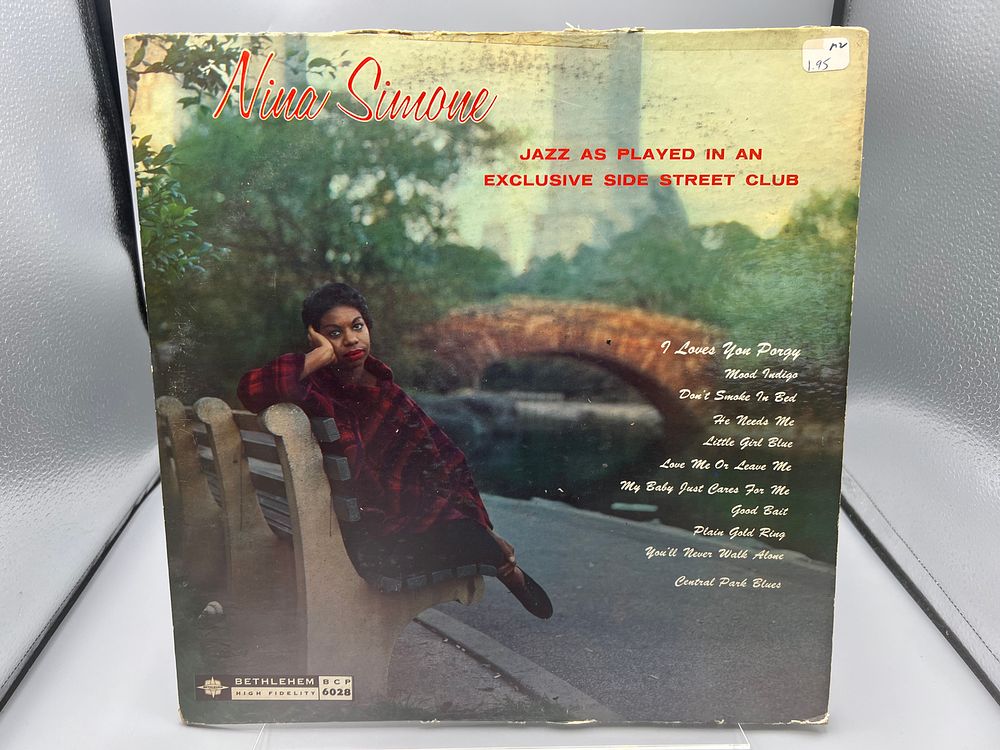 Nina Simone
M2
1.95
JAZZ AS PLAYED IN AN
EXCLUSIVE SIDE STREET CLUB
I Loves You Porgy
Mood Indigo
Don't Smoke In Bed
He Needs Me
Little Girl Blue
Love Me Or Leave Me
My Baby Just Cares For Me
Good Bait
Plain Gold Ring
You'll Never Walk Alone
Central Park Blues
BETHLEHEM BCP
HIGH FIDELITY 6028